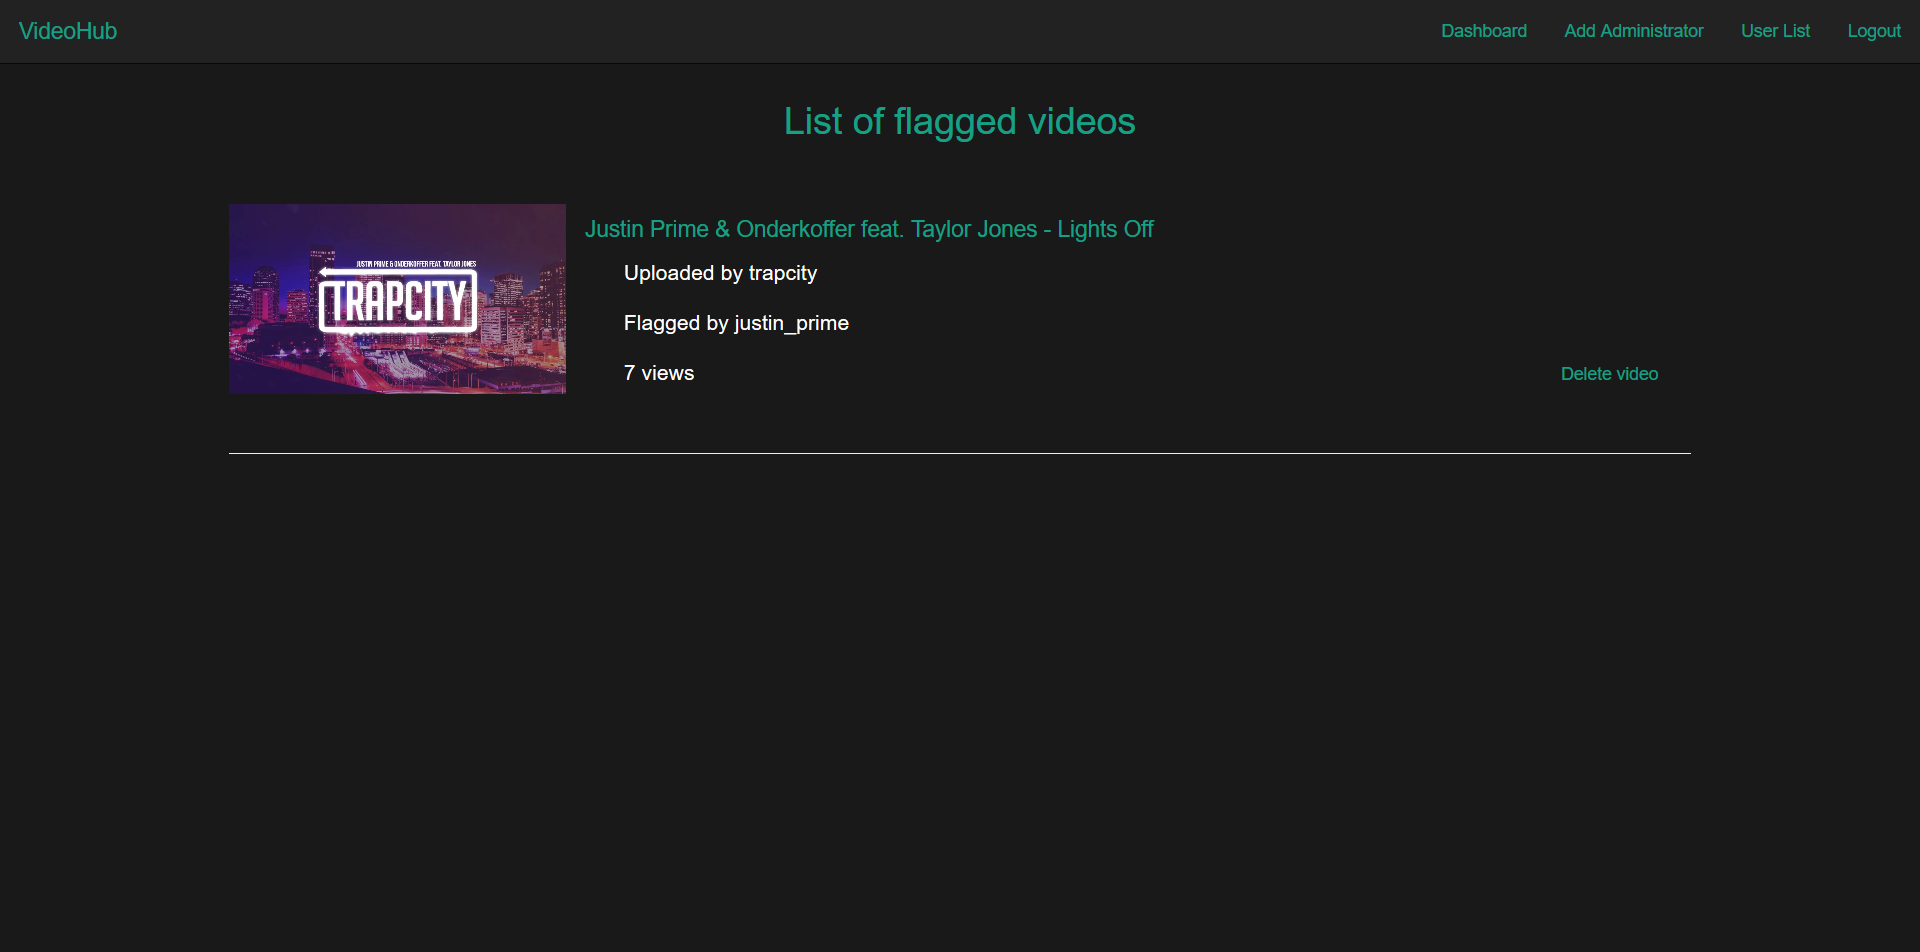 VideoHub
Dashboard
Add Administrator
User List
Logout
List of flagged videos
JUSTIN PRIME & ONDERKOFFER FEAT. TAYLOR JONES
TRAPCITY
Justin Prime & Onderkoffer feat. Taylor Jones - Lights Off
Uploaded by trapcity
Flagged by justin_prime
7 views
Delete video